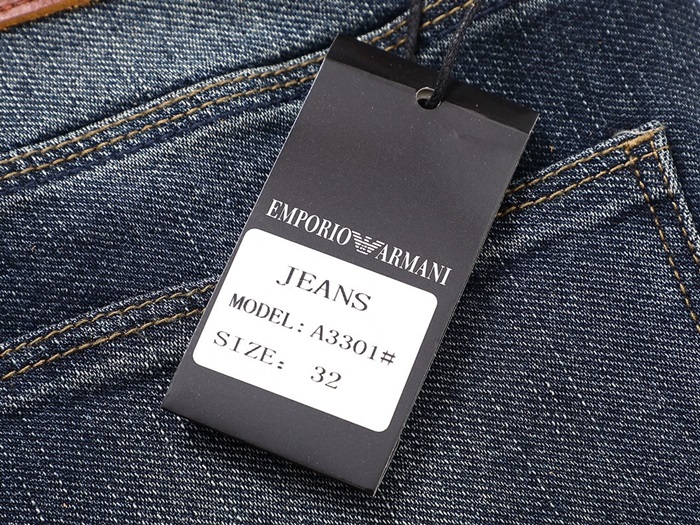 EMPORIO ARMANI
JEANS
MODEL: A3301#
SIZE: 32